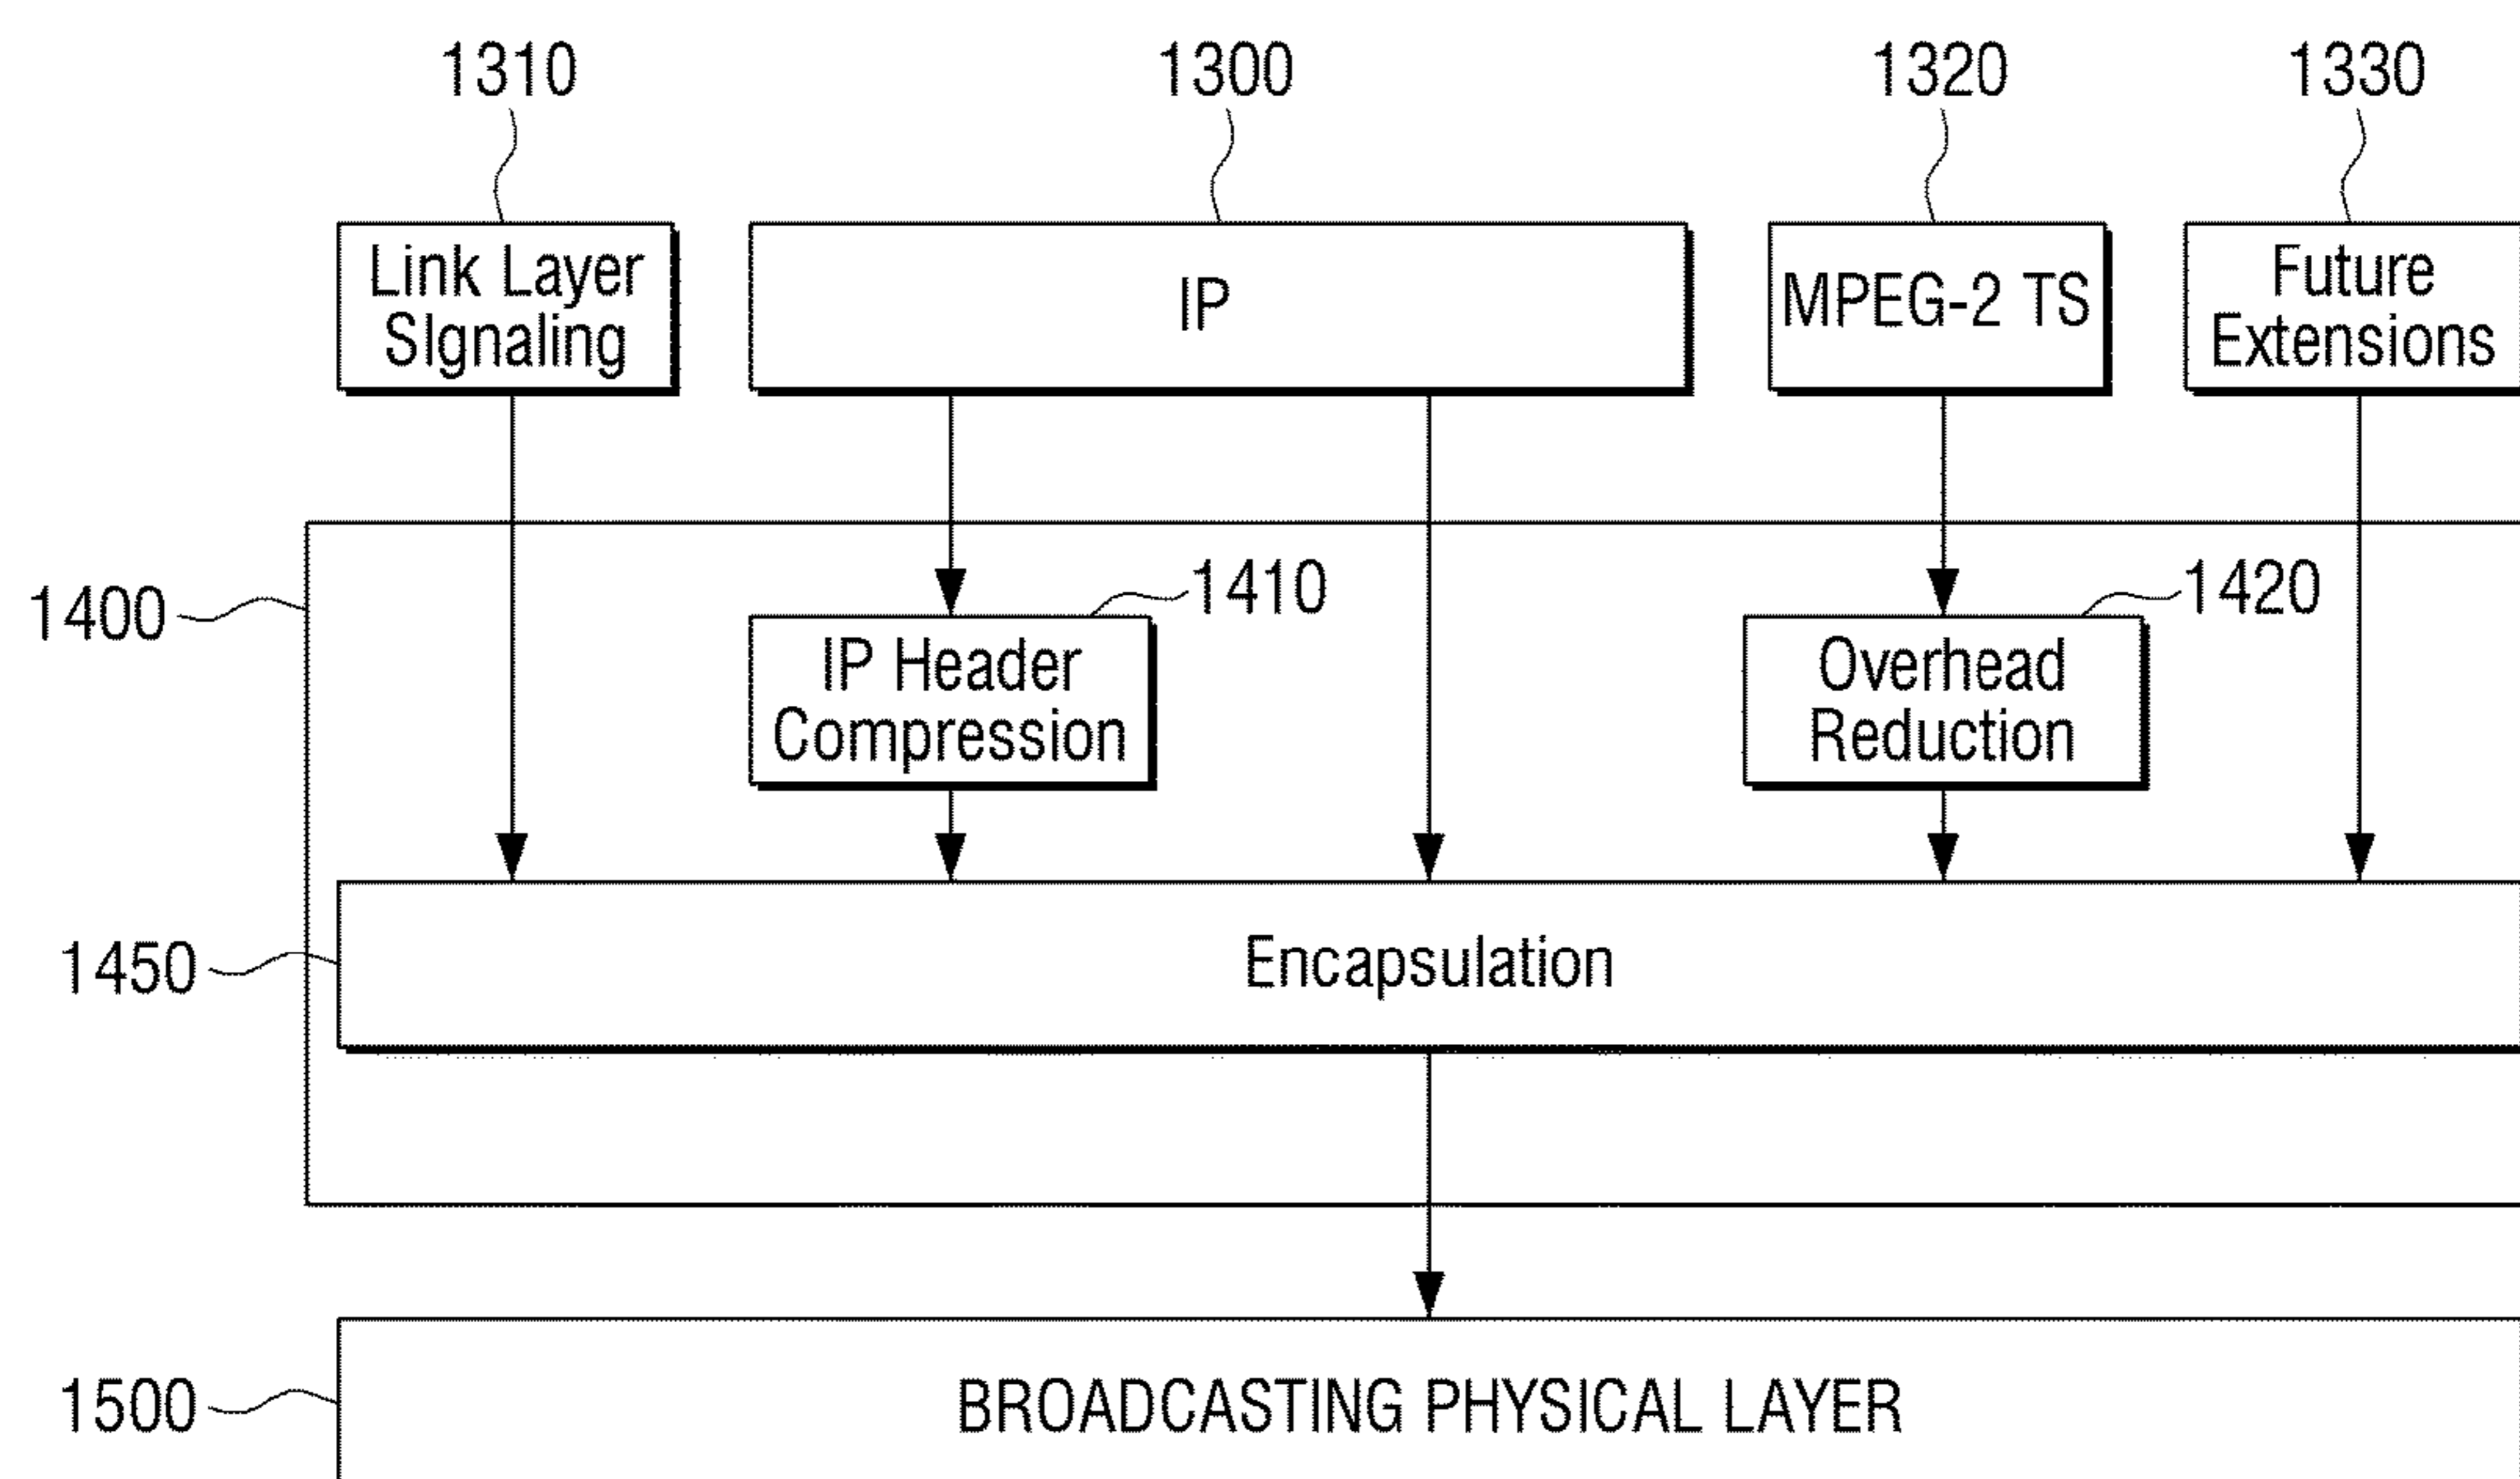 1310
1300
1320
1330
Link Layer
SIgnaling
IP
MPEG-2 TS
Future
Extensions
1400
1410
1420
IP Header
Compression
Overhead
Reduction
1450
Encapsulation
1500
BROADCASTING PHYSICAL LAYER